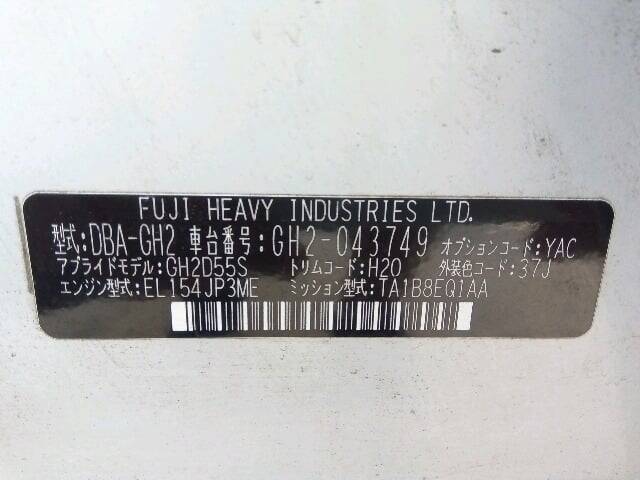 FUJI HEAVY INDUSTRIES LTD.
型式:DBA-GH2 車台番号:GH2-043749 オプションコード:YAC
アプライドモデル:GH2D55S トリムコード:H20 外装色コード:37J
エンジン型式:EL154JP3ME ミッション型式:TA1B8EQ1AA